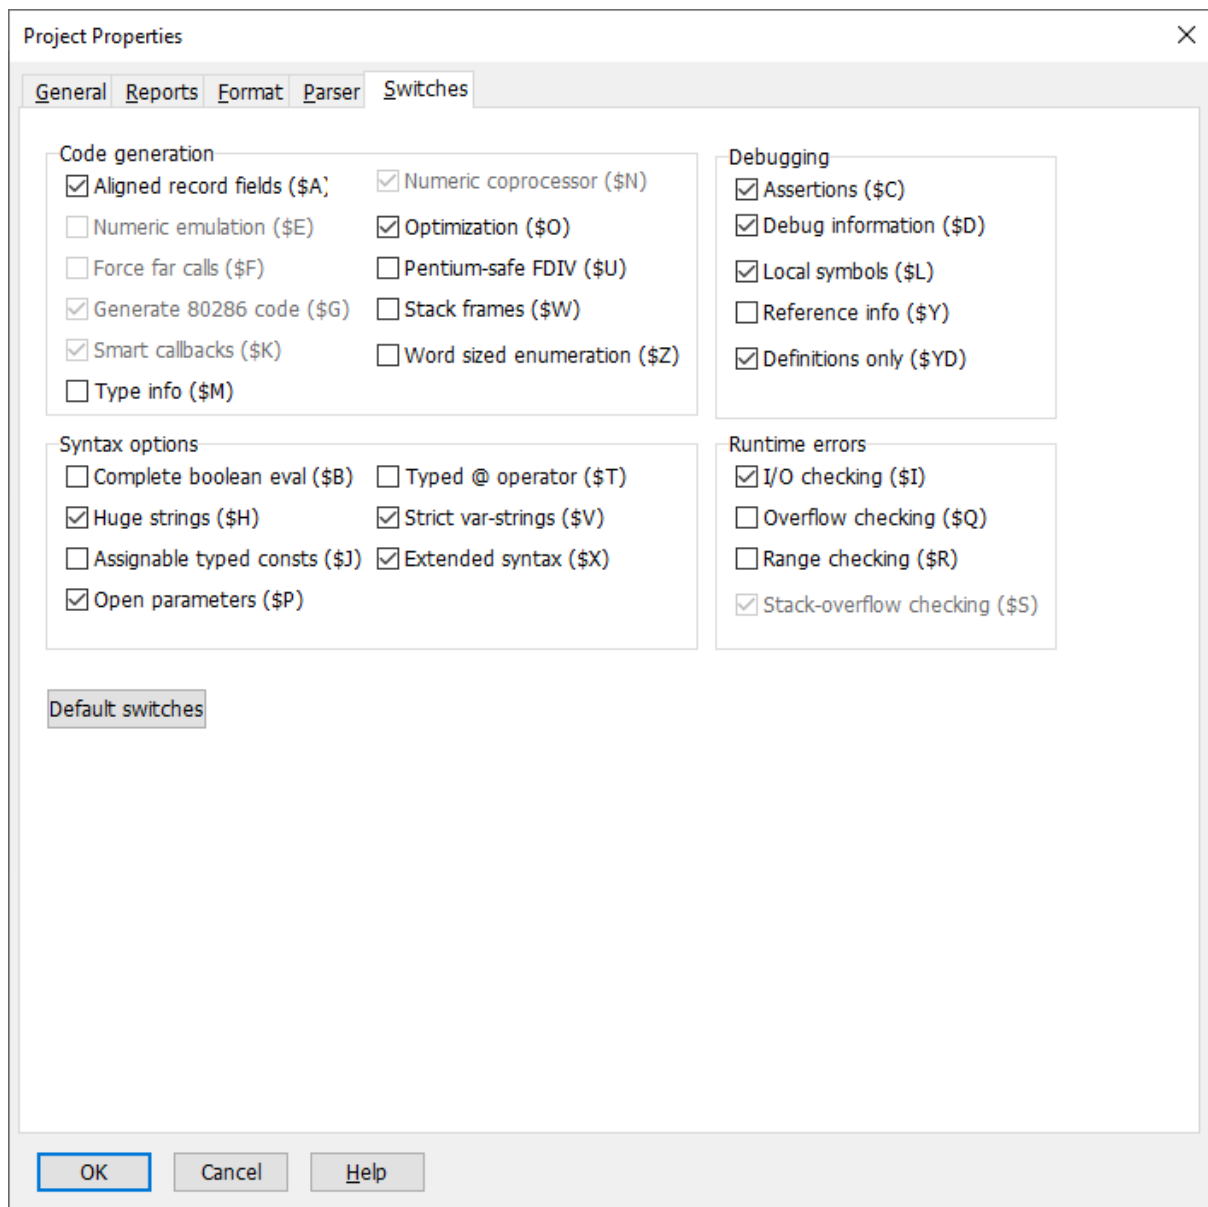 Project Properties
General Reports Format Parser Switches
Code generation
Aligned record fields ($A)
Numeric emulation ($E)
Force far calls ($F)
Generate 80286 code ($G)
Smart callbacks ($K)
Type info ($M)
Numeric coprocessor ($N)
Optimization ($O)
Pentium-safe FDIV ($U)
Stack frames ($W)
Word sized enumeration ($Z)
Debugging
Assertions ($C)
Debug information ($D)
Local symbols ($L)
Reference info ($Y)
Definitions only ($YD)
Syntax options
Complete boolean eval ($B)
Huge strings ($H)
Assignable typed consts ($J)
Open parameters ($P)
Typed @ operator ($T)
Strict var-strings ($V)
Extended syntax ($X)
Runtime errors
I/O checking ($I)
Overflow checking ($Q)
Range checking ($R)
Stack-overflow checking ($S)
Default switches
OK Cancel Help